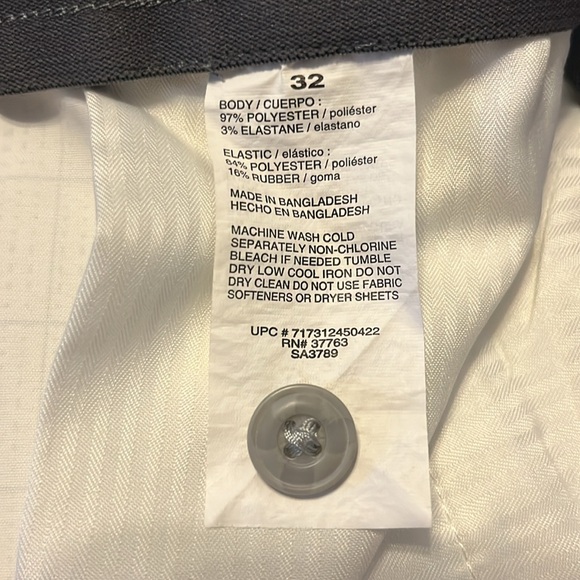 32
BODY / CUERPO :
97% POLYESTER / poliéster
3% ELASTANE / elastano
ELASTIC / elástico :
64% POLYESTER / poliéster
16% RUBBER / goma
MADE IN BANGLADESH
HECHO EN BANGLADESH
MACHINE WASH COLD
SEPARATELY NON-CHLORINE
BLEACH IF NEEDED TUMBLE
DRY LOW COOL IRON DO NOT
DRY CLEAN DO NOT USE FABRIC
SOFTENERS OR DRYER SHEETS
UPC # 717312450422
RN# 37763
SA3789